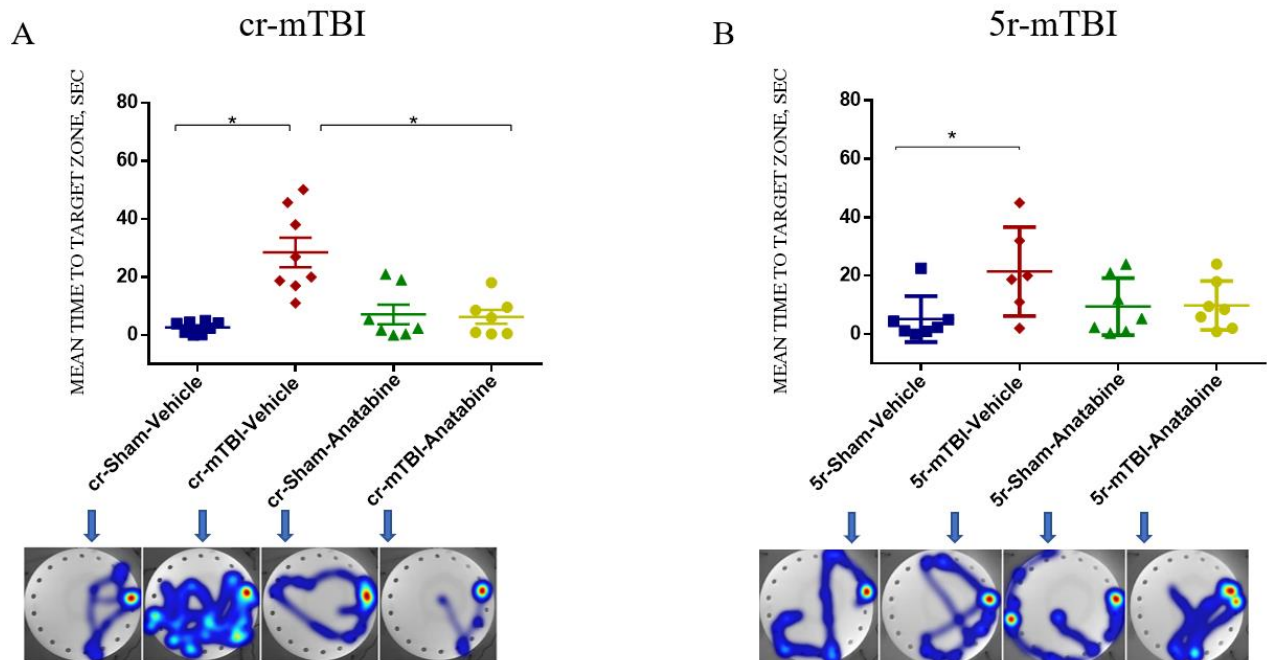 A
cr-mTBI
MEAN TIME TO TARGET ZONE, SEC
80
60
40
20
0
*
*
cr-Sham-Vehicle
cr-mTBI-Vehicle
cr-Sham-Anatabine
cr-mTBI-Anatabine
B
5r-mTBI
MEAN TIME TO TARGET ZONE, SEC
80
60
40
20
0
*
5r-Sham-Vehicle
5r-mTBI-Vehicle
5r-Sham-Anatabine
5r-mTBI-Anatabine